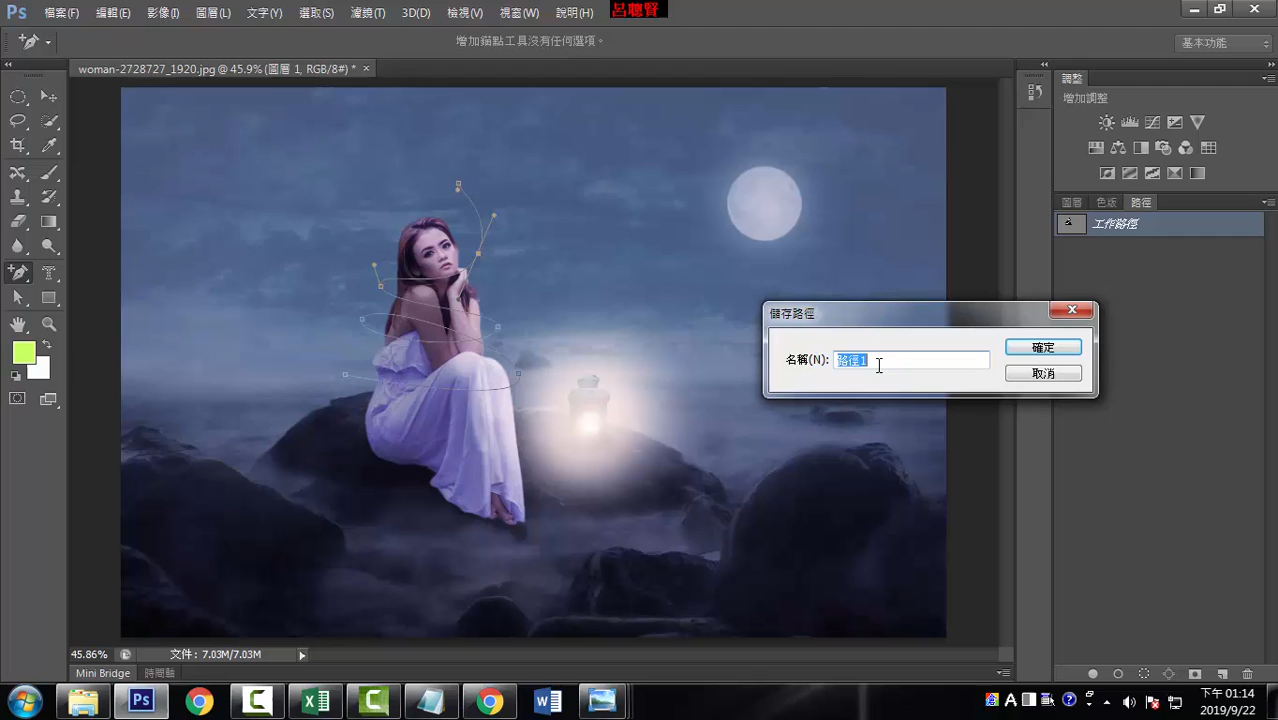 Ps 檔案(F) 編輯(E) 影像(I) 圖層(L) 文字(Y) 選取(S) 濾鏡(T) 3D(D) 檢視(V) 視窗(W) 說明(H) 呂聰賢
增加錨點工具沒有任何選項。 基本功能
woman-2728727_1920.jpg @ 45.9%(圖層 1, RGB/8#) * ×
調整
增加調整
圖層 色版 路徑
工作路徑
儲存路徑
名稱(N): 路徑1
確定
取消
45.86% 文件: 7.03M/7.03M
Mini Bridge 時間軸
下午 01:14
2019/9/22